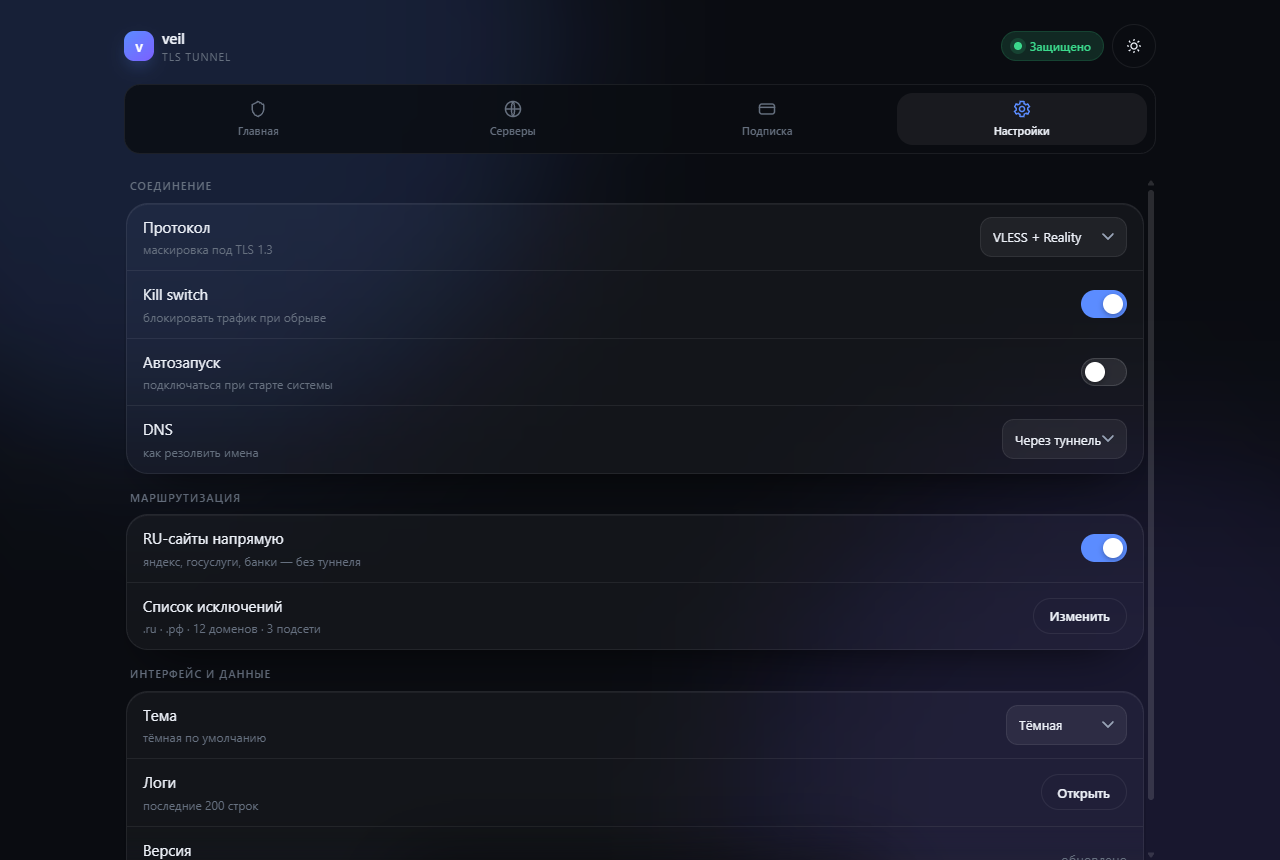 v
veil
TLS TUNNEL
Защищено
Главная
Серверы
Подписка
Настройки
СОЕДИНЕНИЕ
Протокол
маскировка под TLS 1.3
VLESS + Reality
Kill switch
блокировать трафик при обрыве
Автозапуск
подключаться при старте системы
DNS
как резолвить имена
Через туннель
МАРШРУТИЗАЦИЯ
RU-сайты напрямую
яндекс, госуслуги, банки — без туннеля
Список исключений
.ru · .рф · 12 доменов · 3 подсети
Изменить
ИНТЕРФЕЙС И ДАННЫЕ
Тема
тёмная по умолчанию
Тёмная
Логи
последние 200 строк
Открыть
Версия
обновлено